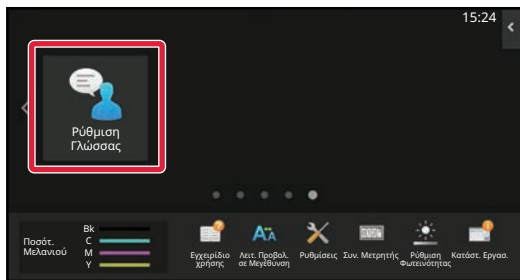 15:24
Ρύθμιση
Γλώσσας
Ποσότ.
Μελανιού
Bk
C
M
Y
Εγχειρίδιο
χρήσης
Λειτ. Προβολ.
σε Μεγέθυνση
Ρυθμίσεις
Συν. Μετρητής
Ρύθμιση
Φωτεινότητας
Κατάστ. Εργασ.